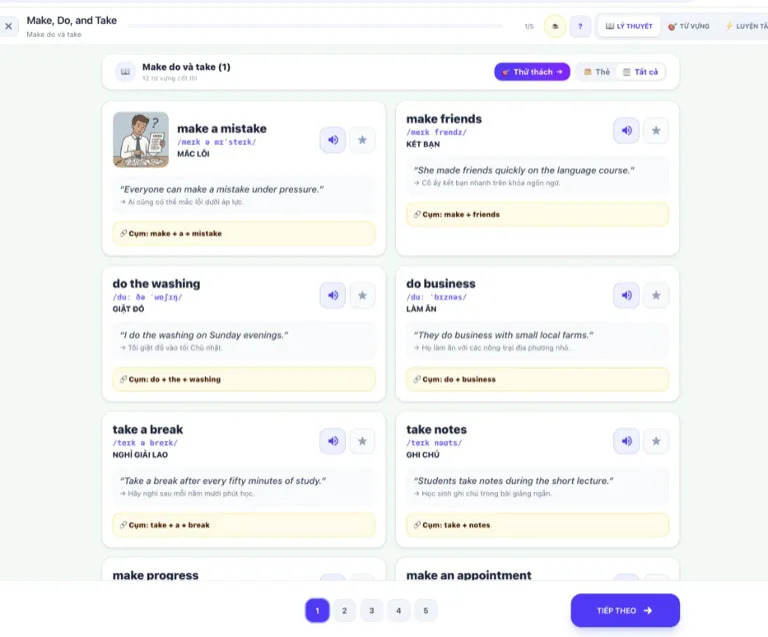 Make, Do, and Take
Make do và take
1/5
?
LÝ THUYẾT
TỪ VỰNG
LUYỆN TẬ
Make do và take (1)
12 từ vựng cốt lõi
Thử thách →
Thẻ
Tất cả
make a mistake
/meɪk ə mɪˈsteɪk/
MẮC LỖI
“Everyone can make a mistake under pressure.”
→ Ai cũng có thể mắc lỗi dưới áp lực.
Cụm: make + a + mistake
make friends
/meɪk frendz/
KẾT BẠN
“She made friends quickly on the language course.”
→ Cô ấy kết bạn nhanh trên khóa ngôn ngữ.
Cụm: make + friends
do the washing
/duː ðə ˈwɒʃɪŋ/
GIẶT ĐỒ
“I do the washing on Sunday evenings.”
→ Tôi giặt đồ vào tối Chủ nhật.
Cụm: do + the + washing
do business
/duː ˈbɪznəs/
LÀM ĂN
“They do business with small local farms.”
→ Họ làm ăn với các nông trại địa phương nhỏ.
Cụm: do + business
take a break
/teɪk ə breɪk/
NGHỈ GIẢI LAO
“Take a break after every fifty minutes of study.”
→ Hãy nghỉ sau mỗi năm mươi phút học.
Cụm: take + a + break
take notes
/teɪk nəʊts/
GHI CHÚ
“Students take notes during the short lecture.”
→ Học sinh ghi chú trong bài giảng ngắn.
Cụm: take + notes
make progress
make an appointment
1
2
3
4
5
TIẾP THEO →